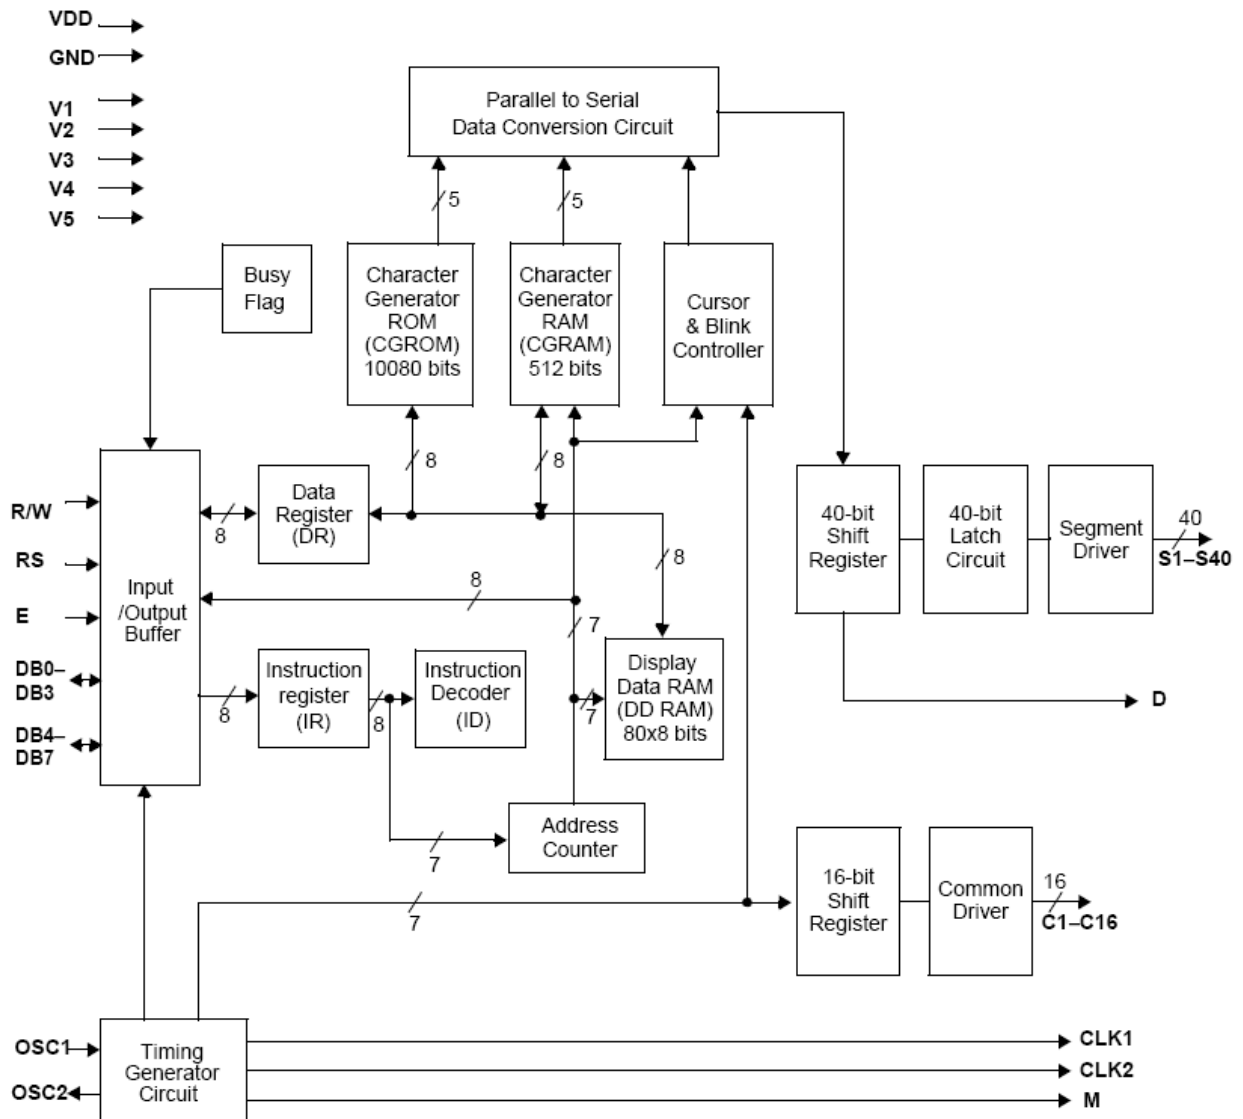 VDD
GND
V1
V2
V3
V4
V5
Parallel to Serial
Data Conversion Circuit
5
5
Busy
Flag
Character
Generator
ROM
(CGROM)
10080 bits
Character
Generator
RAM
(CGRAM)
512 bits
Cursor
& Blink
Controller
8
8
R/W
RS
E
DB0–
DB3
DB4–
DB7
Input
/Output
Buffer
8
Data
Register
(DR)
8
8
7
8
Instruction
register
(IR)
8
Instruction
Decoder
(ID)
7
Display
Data RAM
(DD RAM)
80x8 bits
7
Address
Counter
7
40-bit
Shift
Register
40-bit
Latch
Circuit
Segment
Driver
40
S1–S40
D
16-bit
Shift
Register
Common
Driver
16
C1–C16
OSC1
OSC2
Timing
Generator
Circuit
CLK1
CLK2
M